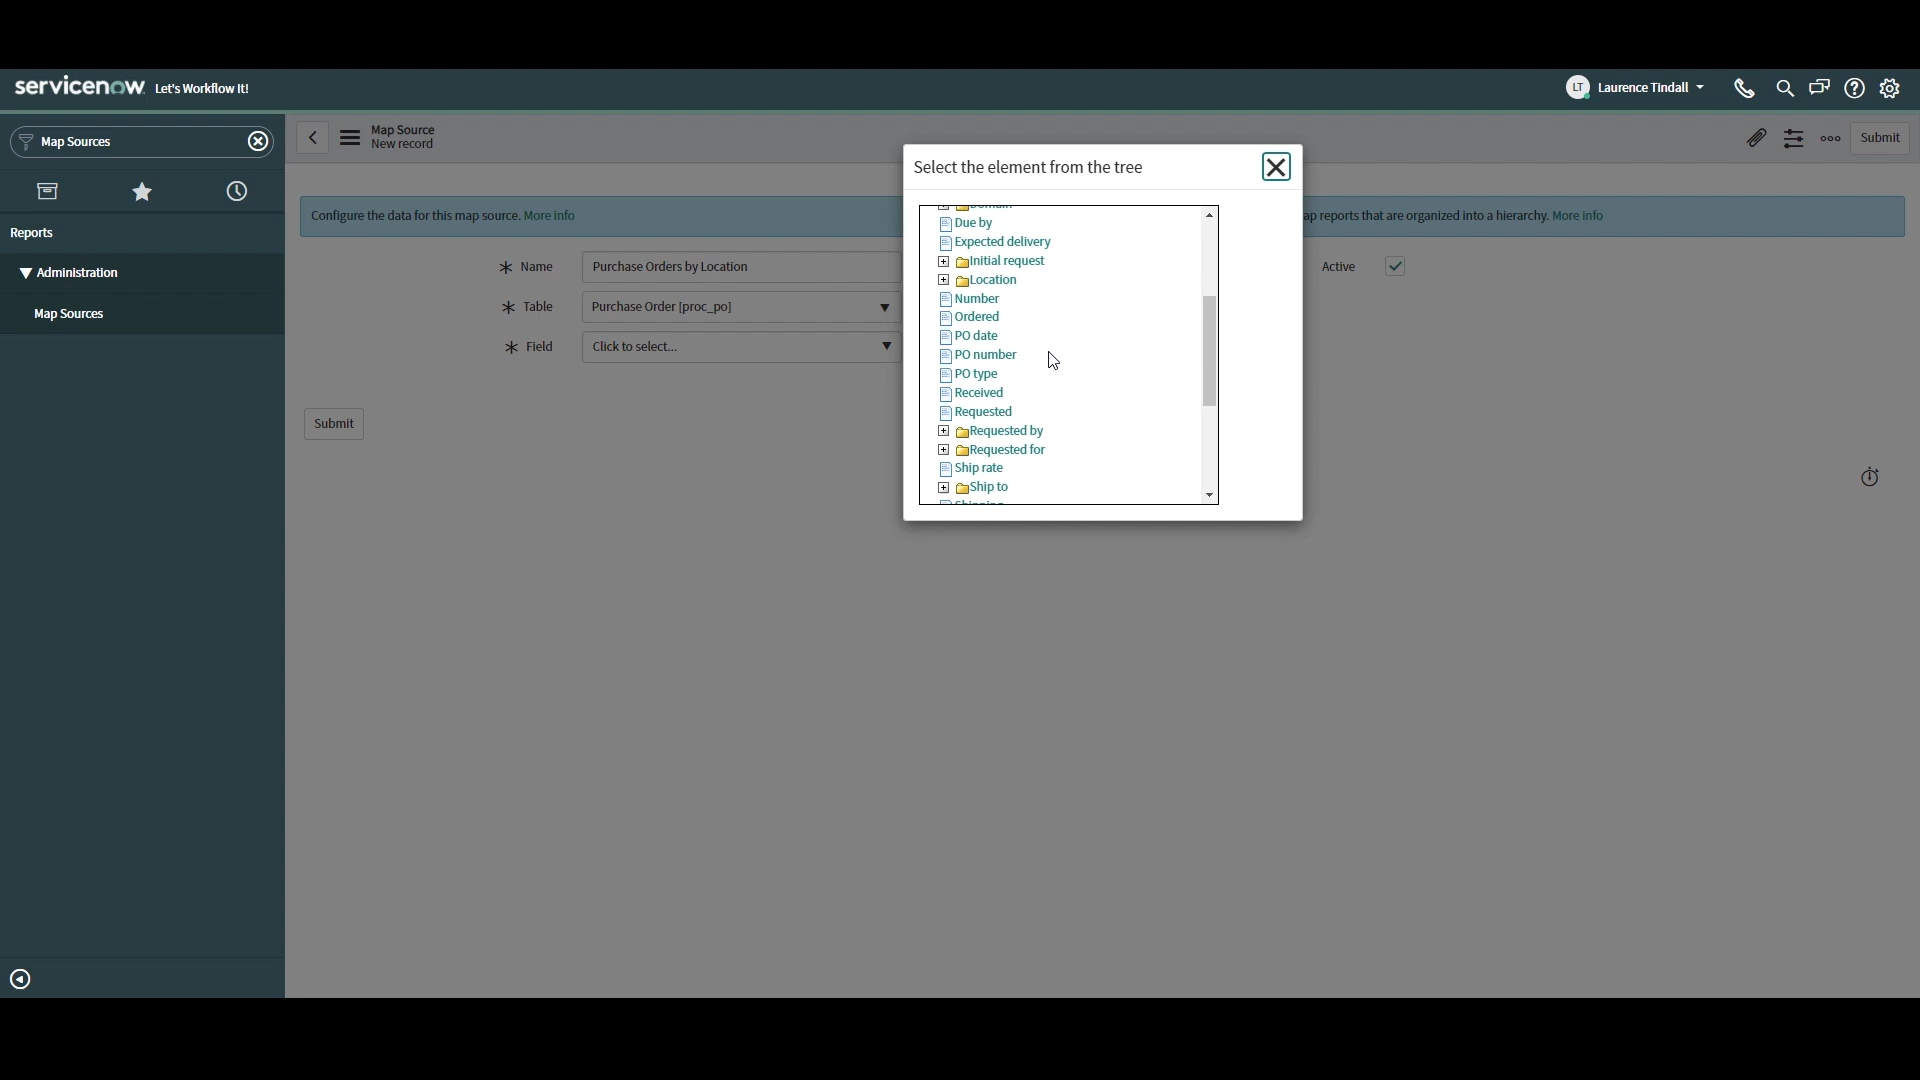 servicenow Let's Workflow It!
LT Laurence Tindall
Map Sources
Map Source
New record
Submit
Select the element from the tree
Reports
Administration
Map Sources
Configure the data for this map source. More info
ap reports that are organized into a hierarchy. More info
Name Purchase Orders by Location
Active
Table Purchase Order [proc_po]
Field Click to select...
Submit
Due by
Expected delivery
Initial request
Location
Number
Ordered
PO date
PO number
PO type
Received
Requested
Requested by
Requested for
Ship rate
Ship to